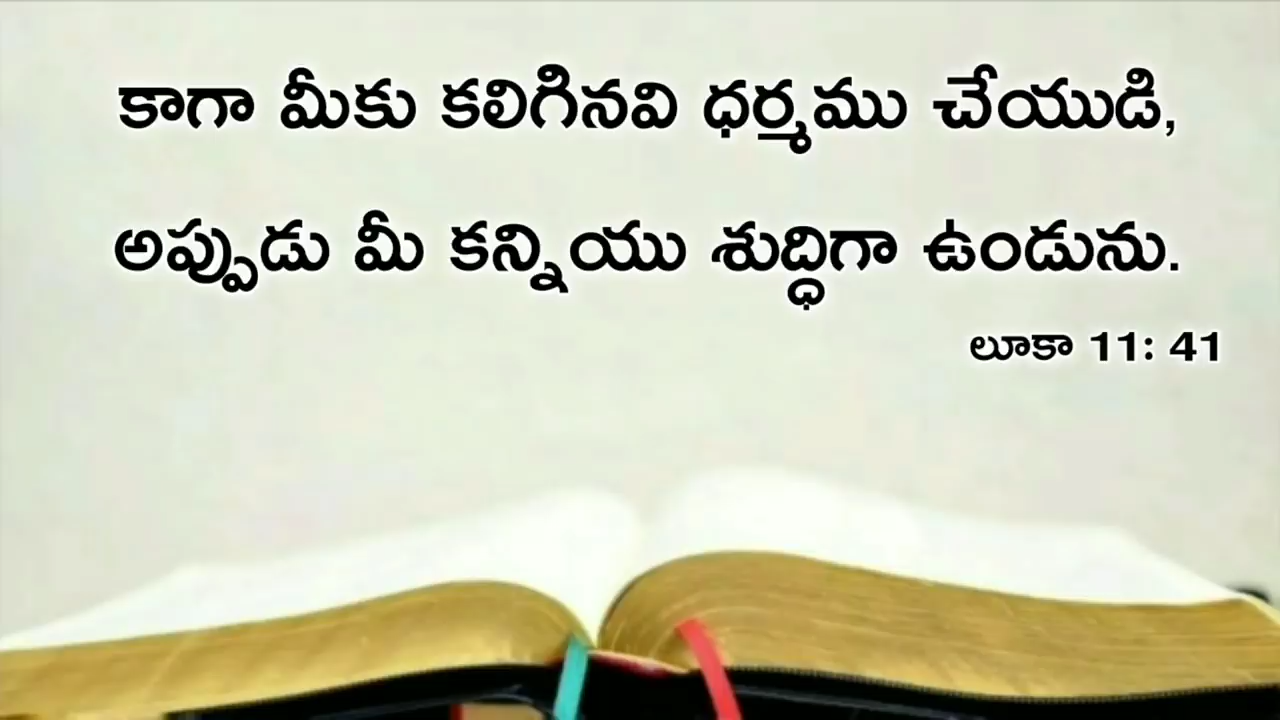 కాగా మీకు కలిగినవి ధర్మము చేయుడి,
అప్పుడు మీ కన్నియు శుద్ధిగా ఉండును.
లూకా 11: 41